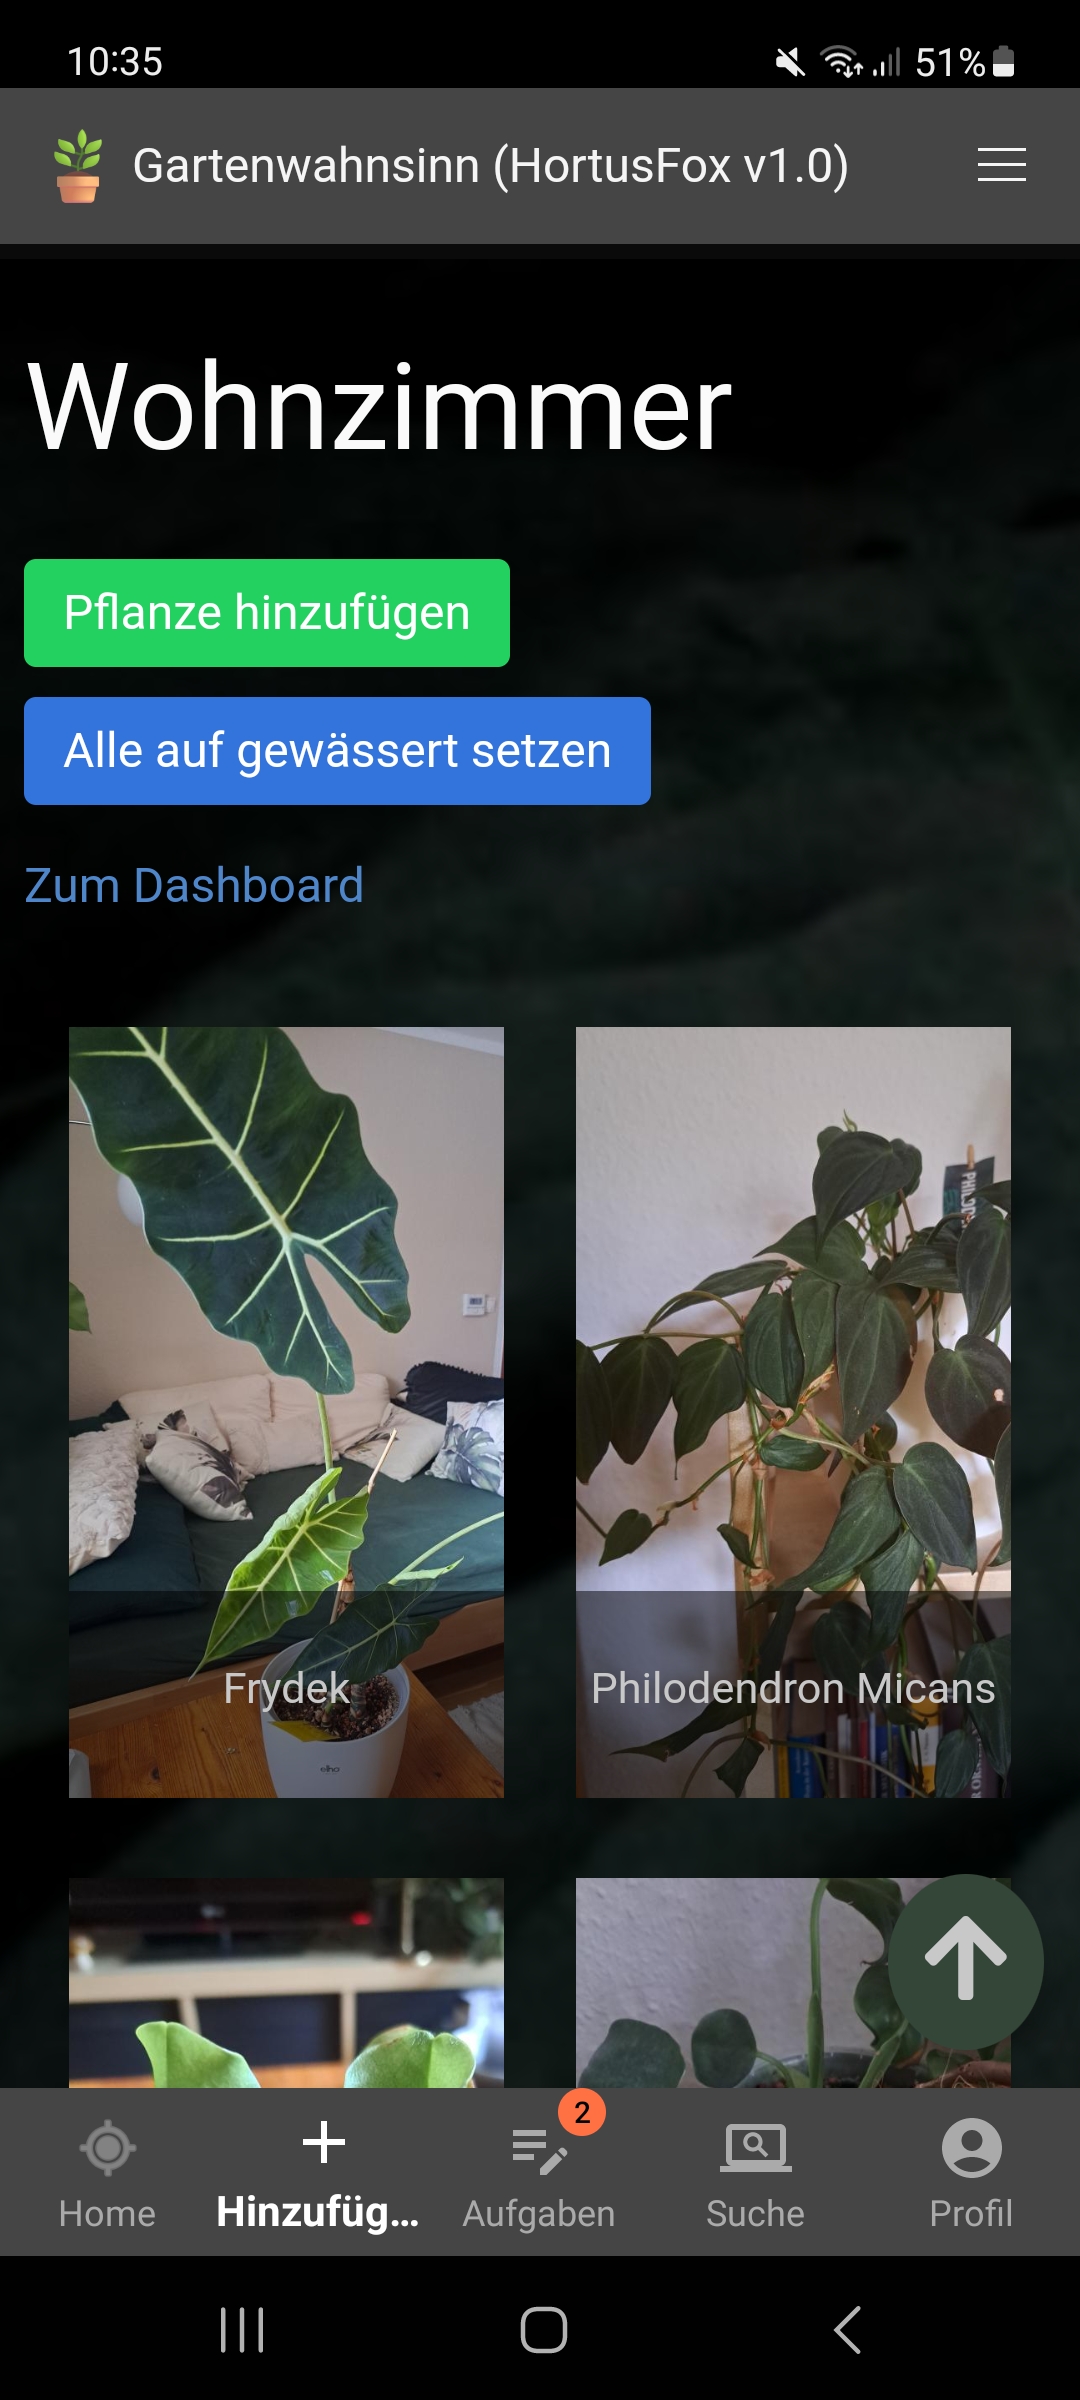 10:35
51%
Gartenwahnsinn (HortusFox v1.0)
Wohnzimmer
Pflanze hinzufügen
Alle auf gewässert setzen
Zum Dashboard
elho
Frydek
Philodendron Micans
2
Home
Hinzufüg...
Aufgaben
Suche
Profil